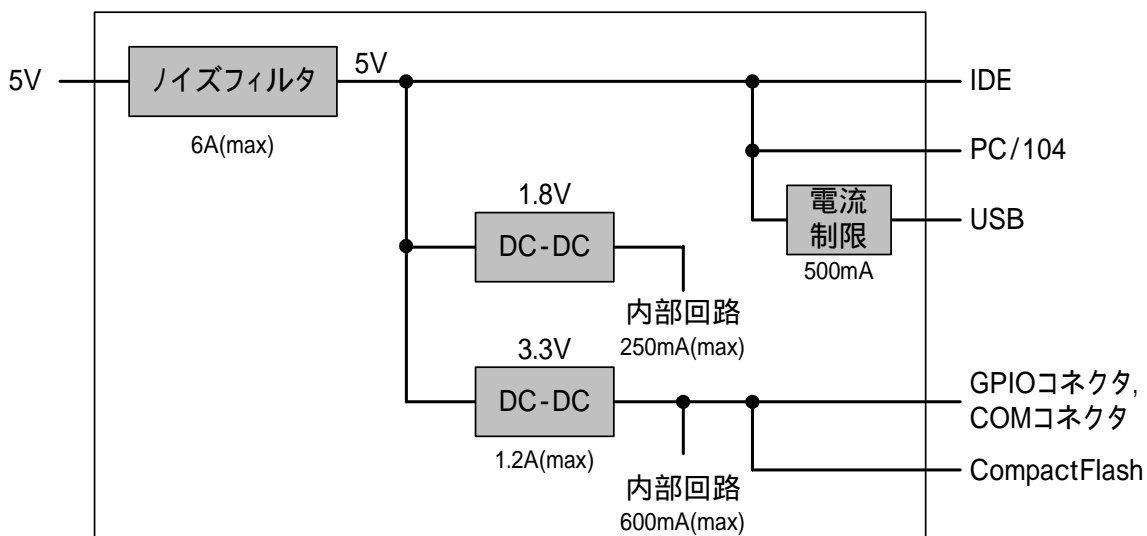 5V
ノイズフィルタ
6A(max)
5V
IDE
PC/104
電流
制限
500mA
USB
1.8V
DC-DC
内部回路
250mA(max)
3.3V
DC-DC
1.2A(max)
内部回路
600mA(max)
GPIOコネクタ,
COMコネクタ
CompactFlash